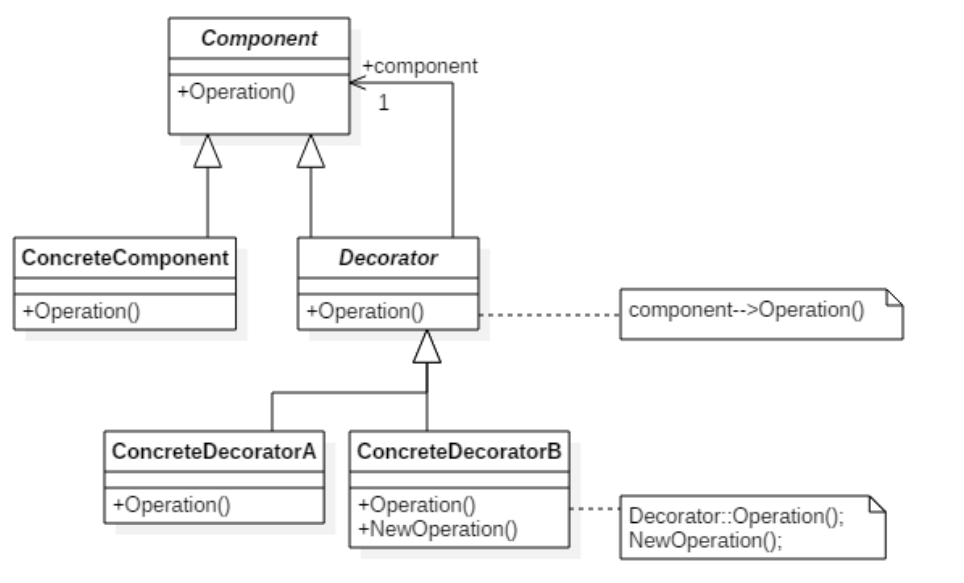 Component
+component
+Operation()
1
ConcreteComponent
Decorator
+Operation()
+Operation()
component-->Operation()
ConcreteDecoratorA
ConcreteDecoratorB
+Operation()
+Operation()
+NewOperation()
Decorator::Operation();
NewOperation();